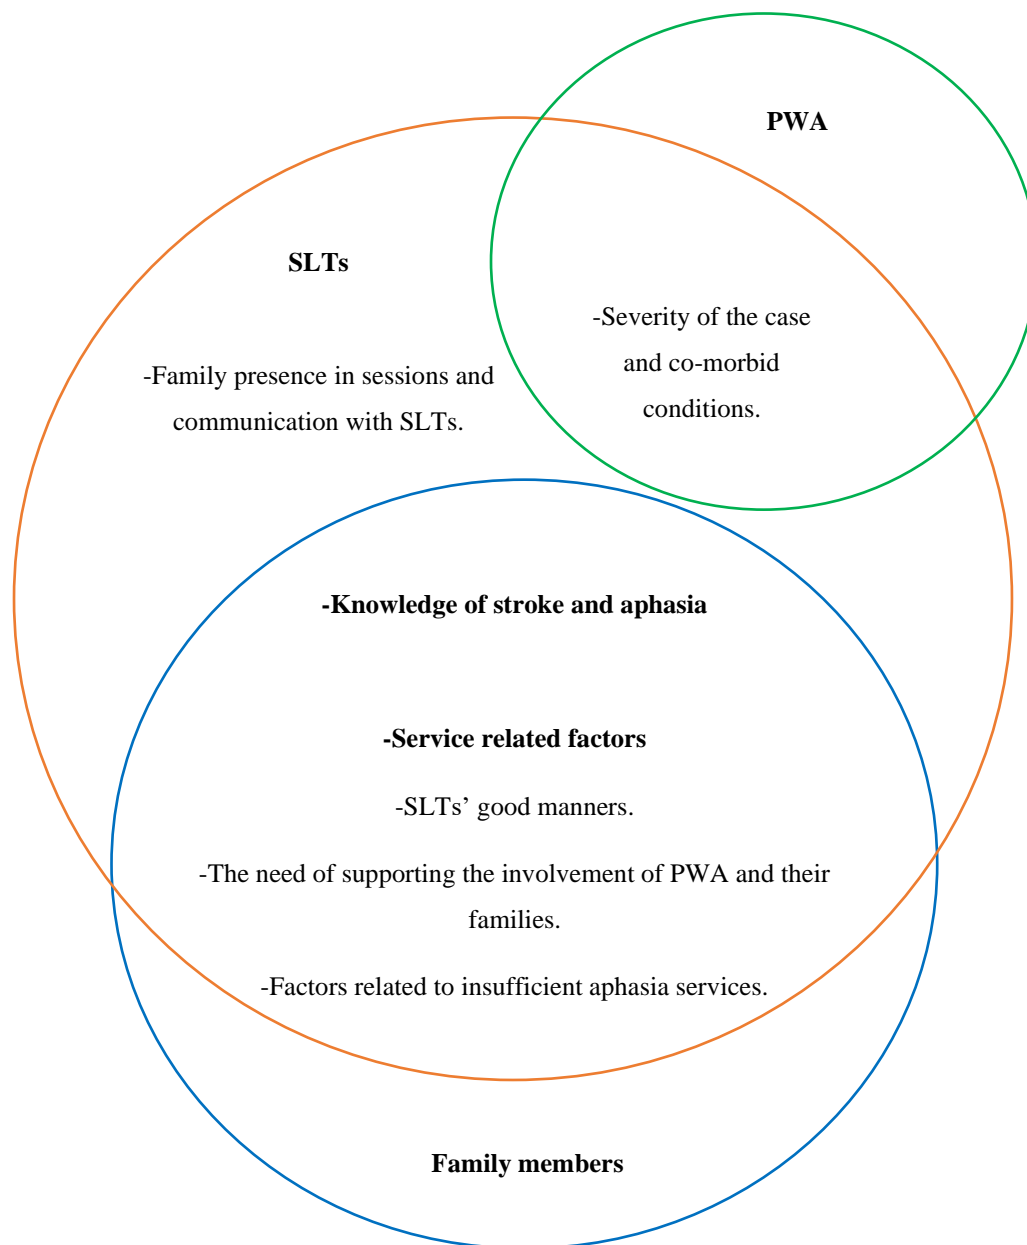 PWA
SLTs
-Severity of the case
and co-morbid
conditions.
-Family presence in sessions and
communication with SLTs.
-Knowledge of stroke and aphasia
-Service related factors
-SLTs’ good manners.
-The need of supporting the involvement of PWA and their
families.
-Factors related to insufficient aphasia services.
Family members